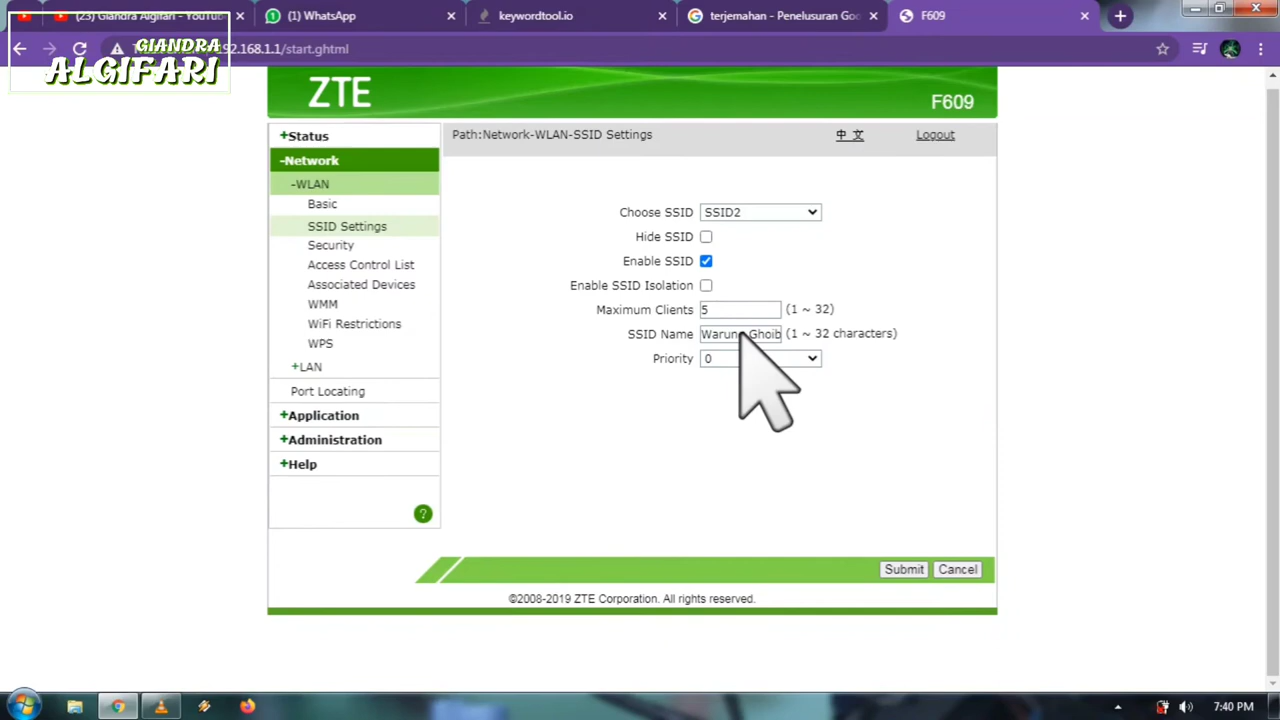 (23) Giandra Algifari - YouTub
(1) WhatsApp
keywordtool.io
terjemahan - Penelusuran Goo
F609
192.168.1.1/start.ghtml
GIANDRA
ALGIFARI
ZTE
F609
Path:Network-WLAN-SSID Settings
中 文
Logout
+Status
-Network
-WLAN
Basic
SSID Settings
Security
Access Control List
Associated Devices
WMM
WiFi Restrictions
WPS
+LAN
Port Locating
+Application
+Administration
+Help
?
Choose SSID SSID2
Hide SSID
Enable SSID
Enable SSID Isolation
Maximum Clients 5 (1 ~ 32)
SSID Name Warung Ghoib (1 ~ 32 characters)
Priority 0
Submit Cancel
©2008-2019 ZTE Corporation. All rights reserved.
7:40 PM